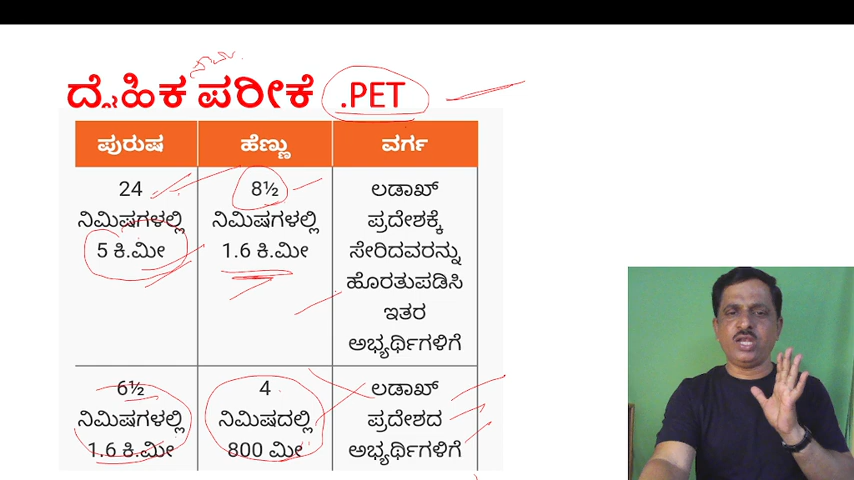 ದೈಹಿಕ ಪರೀಕೆ .PET
ಪುರುಷ ಹೆಣ್ಣು ವರ್ಗ
24 ನಿಮಿಷಗಳಲ್ಲಿ 5 ಕಿ.ಮೀ
8½ ನಿಮಿಷಗಳಲ್ಲಿ 1.6 ಕಿ.ಮೀ
ಲಡಾಖ್
ಪ್ರದೇಶಕ್ಕೆ
ಸೇರಿದವರನ್ನು
ಹೊರತುಪಡಿಸಿ
ಇತರ
ಅಭ್ಯರ್ಥಿಗಳಿಗೆ
6½ ನಿಮಿಷಗಳಲ್ಲಿ 1.6 ಕಿ.ಮೀ
4 ನಿಮಿಷದಲ್ಲಿ 800 ಮೀ
ಲಡಾಖ್
ಪ್ರದೇಶದ
ಅಭ್ಯರ್ಥಿಗಳಿಗೆ